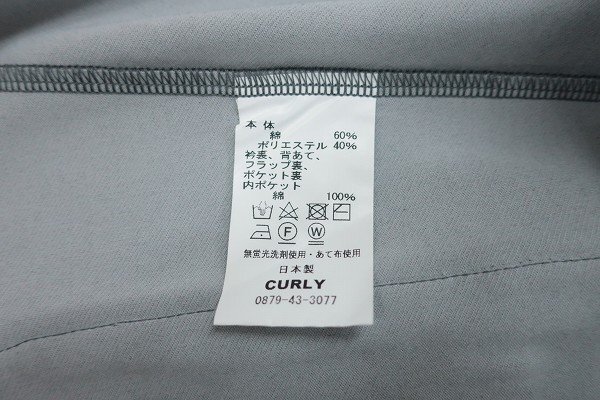 本体
綿 60%
ポリエステル 40%
衿裏、背あて、
フラップ裏、
ポケット裏
内ポケット
綿 100%
F W
無蛍光洗剤使用・あて布使用
日本製
CURLY
0879-43-3077